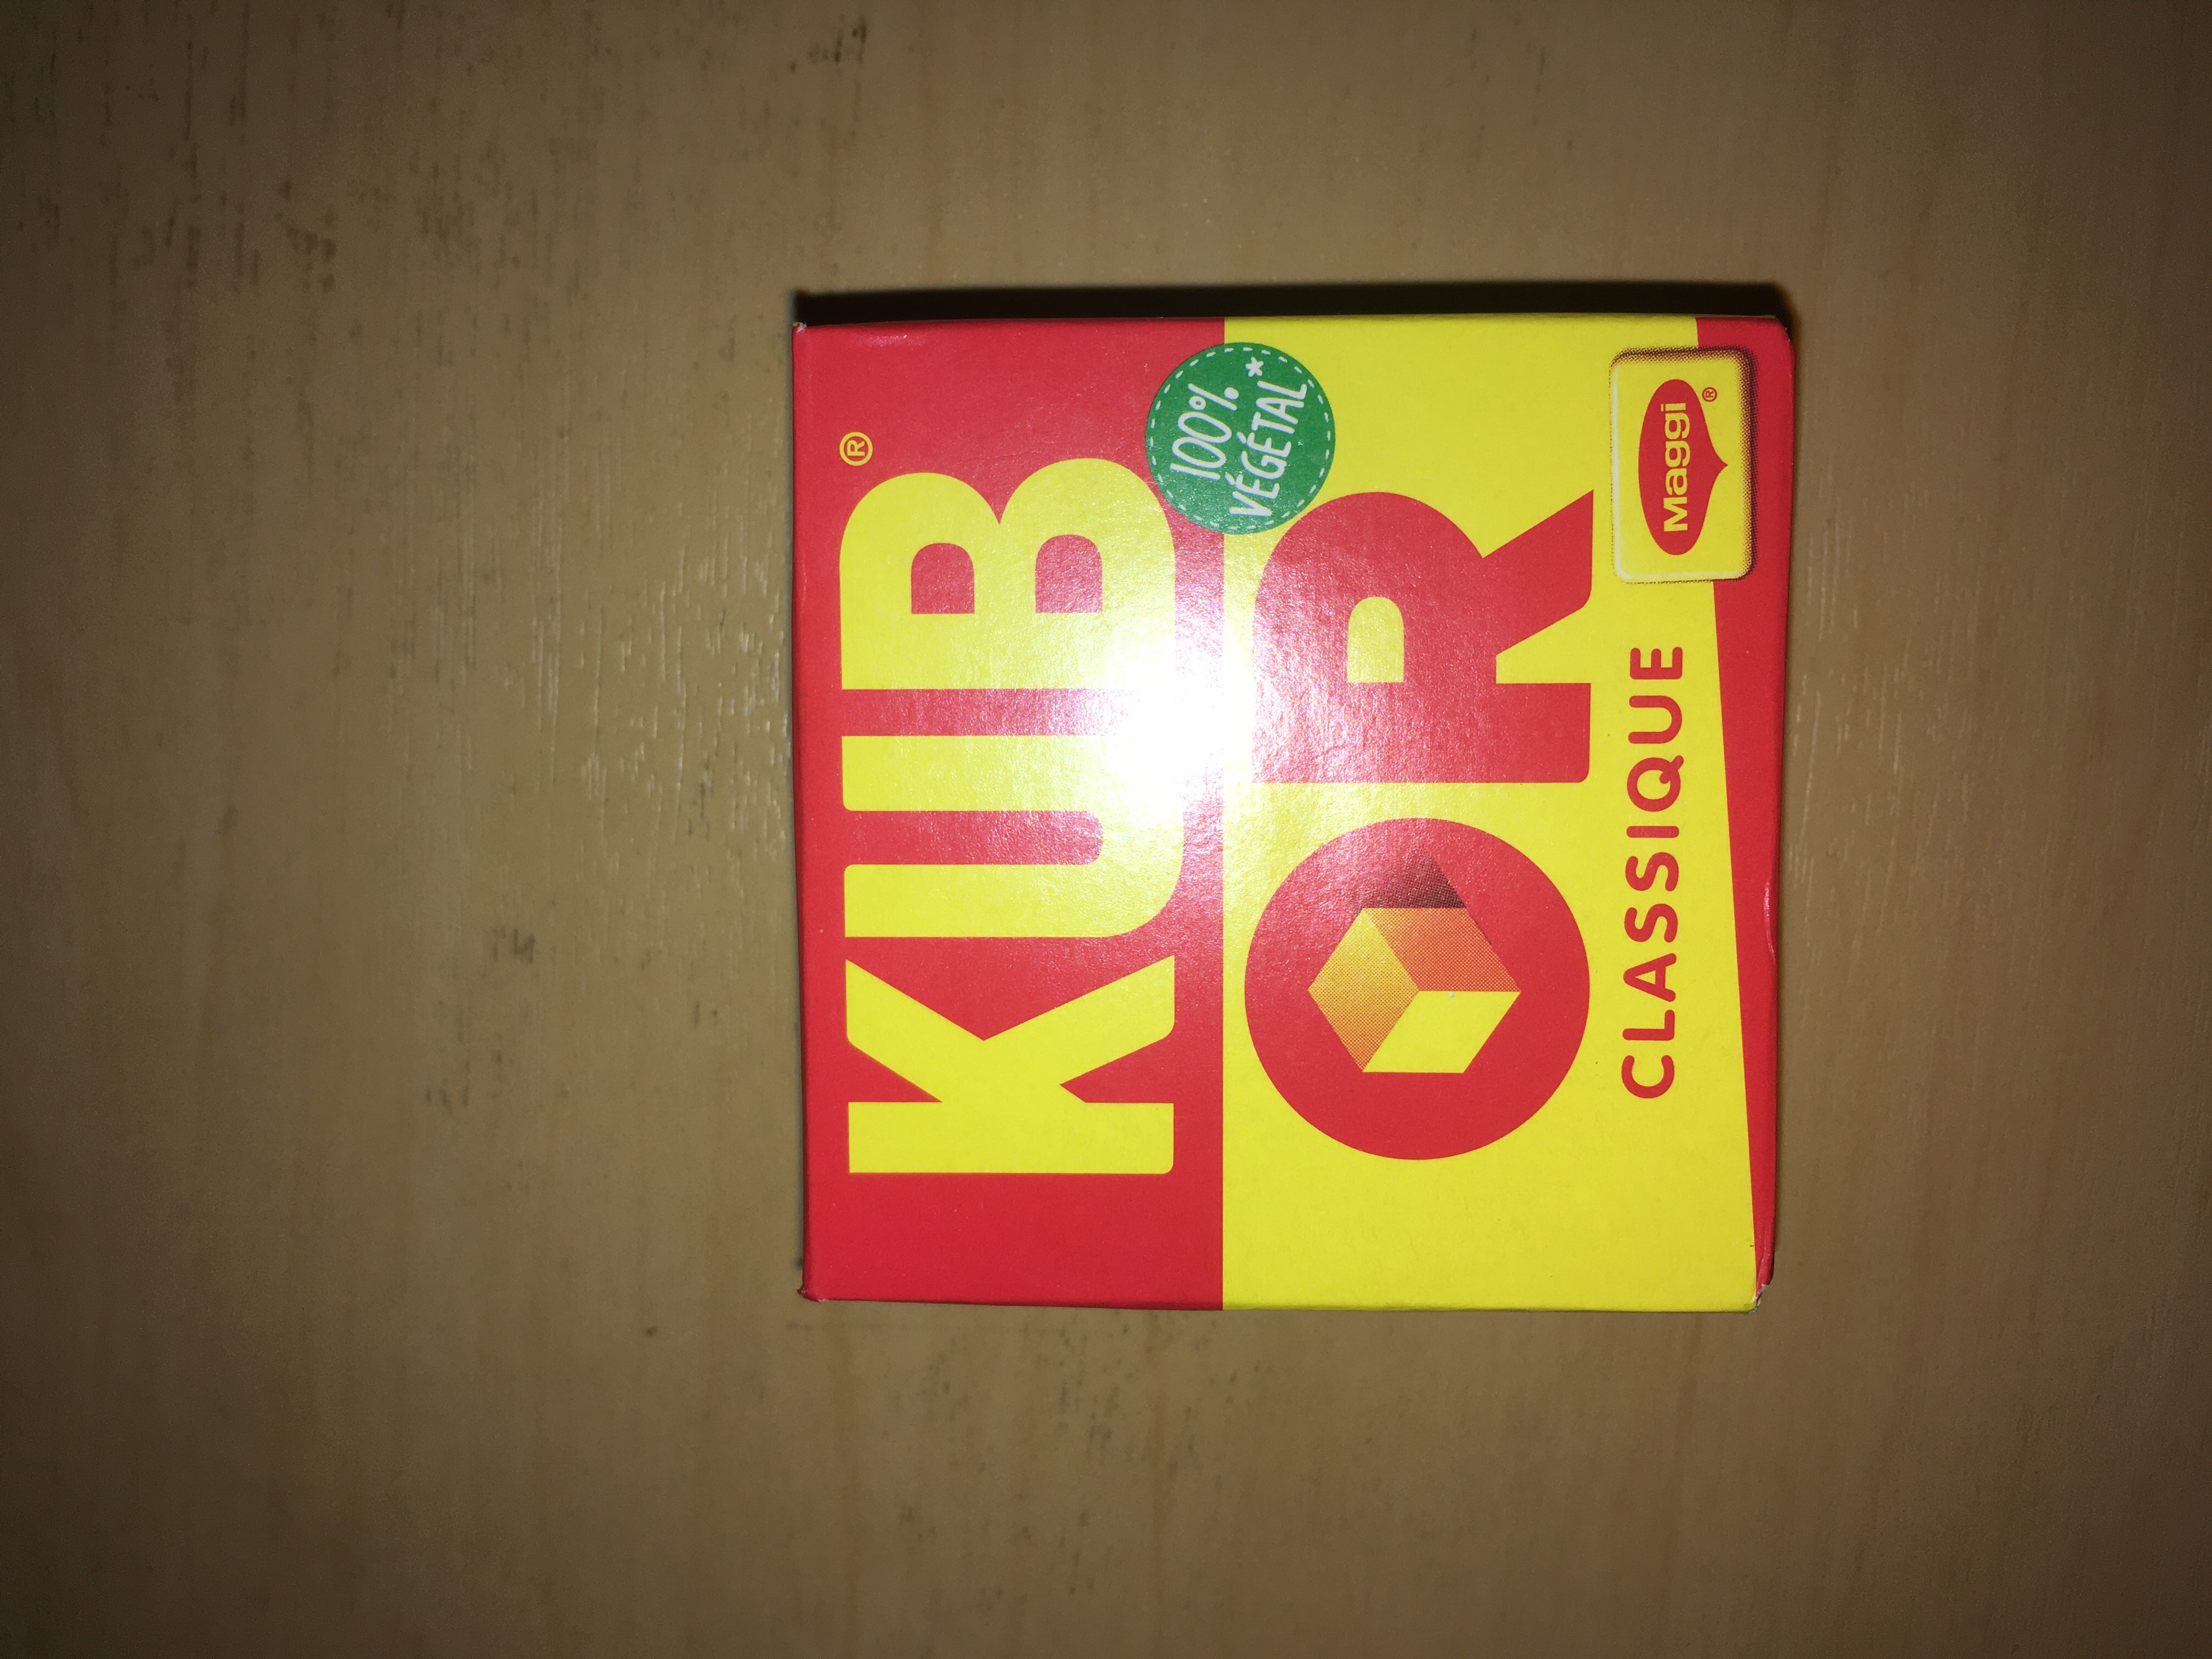 KUB®
100%
VÉGÉTAL*
OR
CLASSIQUE
Maggi®